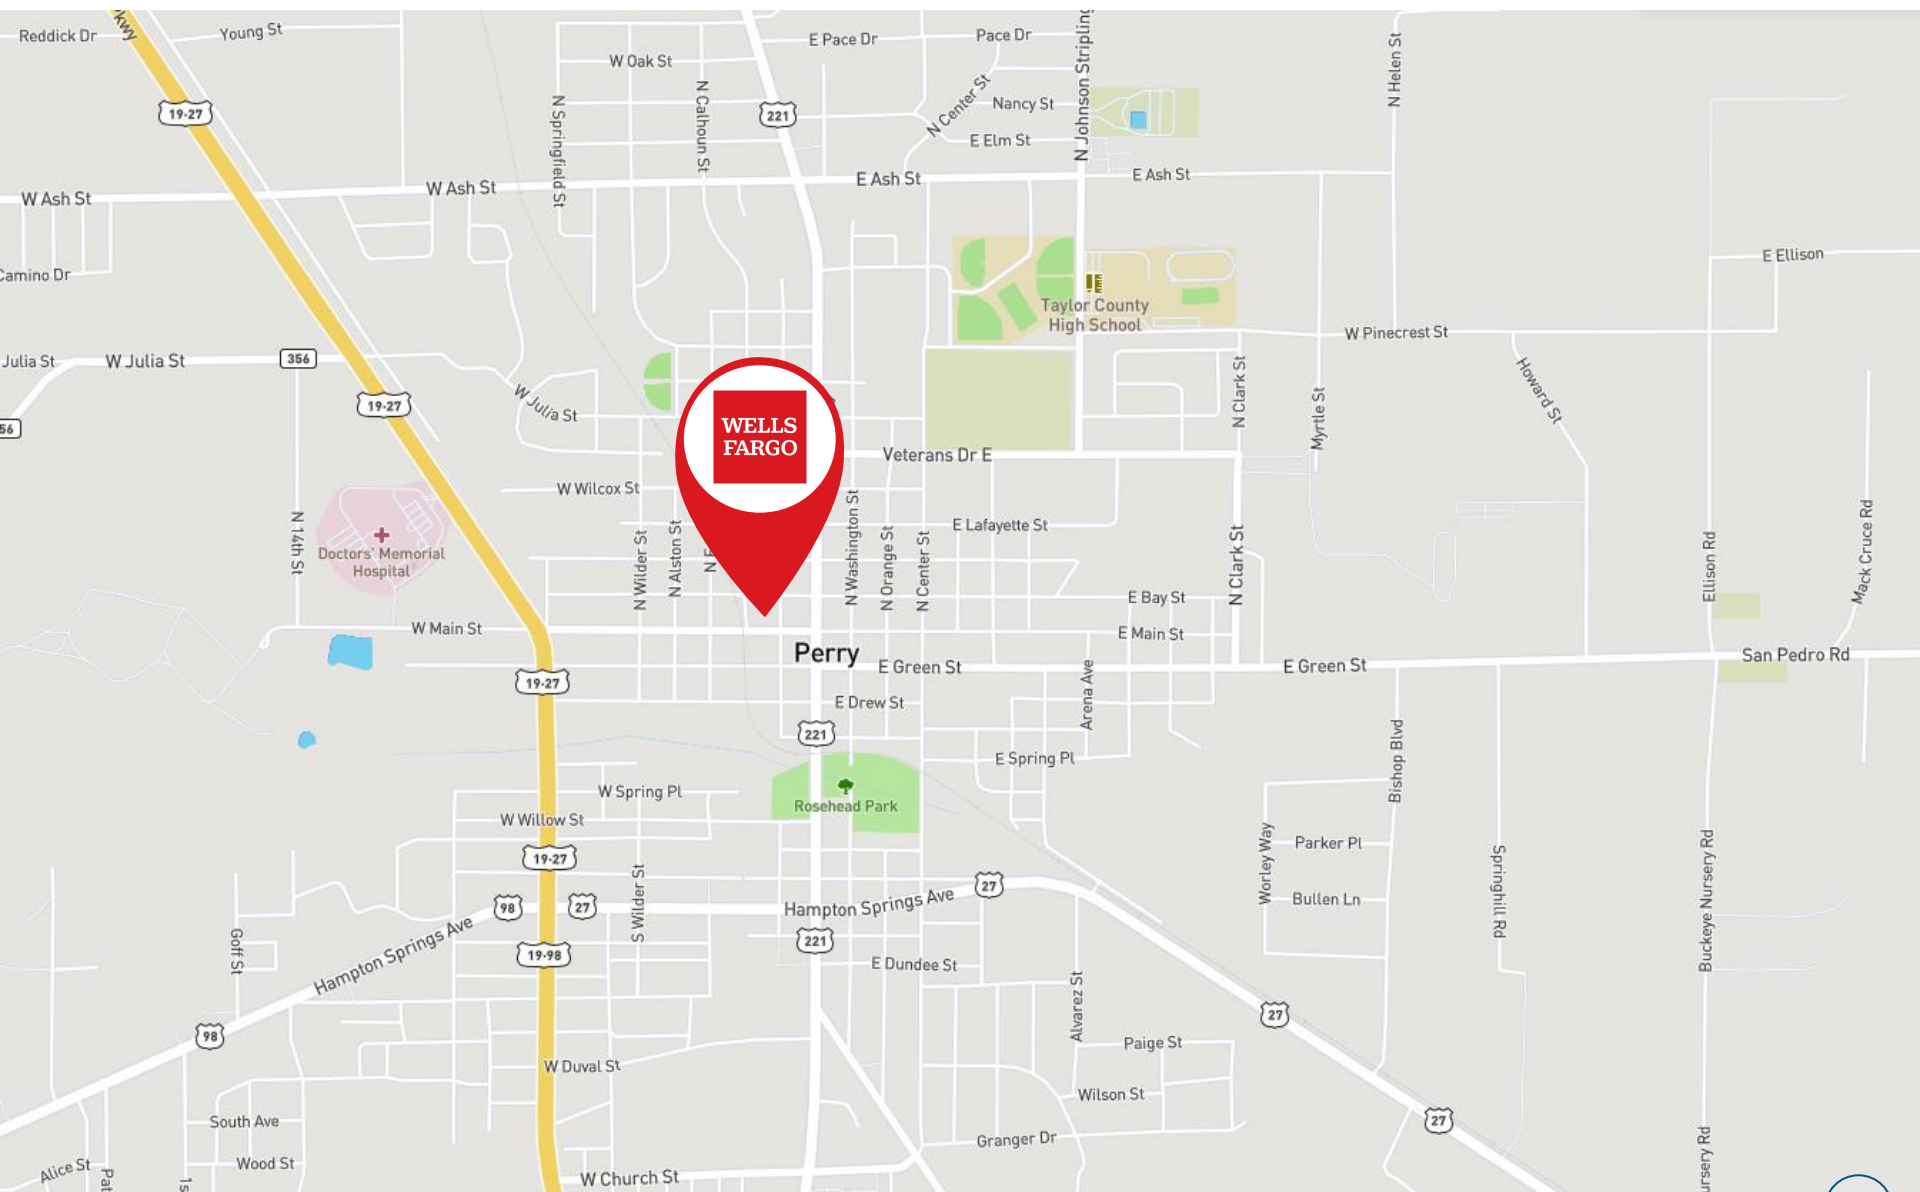 Pkwy
Reddick Dr
Young St
E Pace Dr
Pace Dr
N Johnson Stripling
N Helen St
W Oak St
N Springfield St
N Calhoun St
N Center St
Nancy St
19-27
221
E Elm St
W Ash St
W Ash St
E Ash St
E Ash St
Camino Dr
E Ellison
Taylor County
High School
W Pinecrest St
Julia St
W Julia St
356
19-27
W Julia St
N Clark St
Myrtle St
Howard St
56
WELLS
FARGO
Veterans Dr E
W Wilcox St
N 14th St
N Wilder St
N Alston St
N Washington St
N Orange St
N Center St
E Lafayette St
N Clark St
Ellison Rd
Mack Cruce Rd
Doctors' Memorial
Hospital
E Bay St
W Main St
E Main St
Perry
E Green St
E Green St
San Pedro Rd
19-27
E Drew St
Arena Ave
221
Bishop Blvd
E Spring Pl
W Spring Pl
Rosehead Park
W Willow St
19-27
Worley Way
Parker Pl
Springhill Rd
Buckeye Nursery Rd
S Wilder St
27
98
27
Hampton Springs Ave
Bullen Ln
Goff St
Hampton Springs Ave
221
19-98
E Dundee St
Alvarez St
98
27
Paige St
W Duval St
Wilson St
South Ave
27
Granger Dr
Alice St
Wood St
W Church St